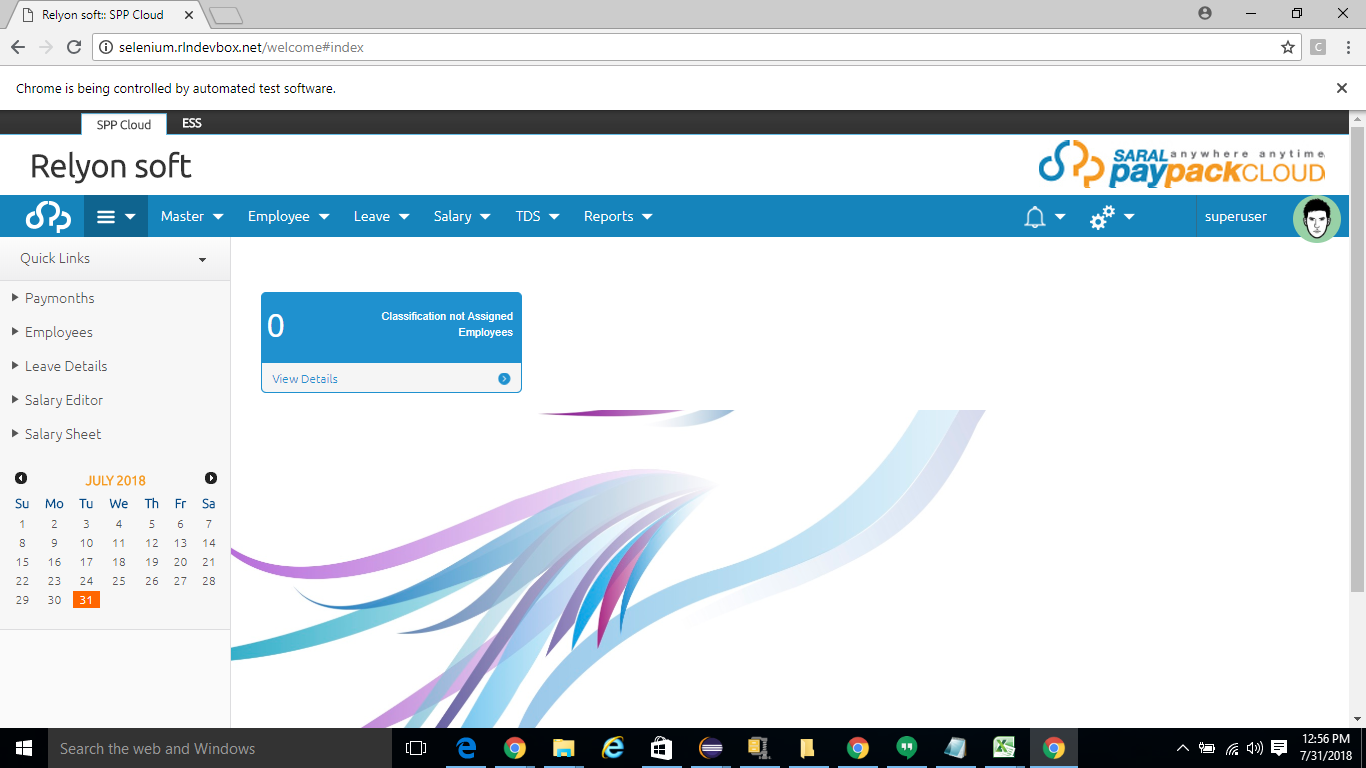 Relyon soft:: SPP Cloud
selenium.rlndevbox.net/welcome#index
C
Chrome is being controlled by automated test software.
SPP Cloud ESS
Relyon soft
SARAL anywhere anytime
paypackCLOUD
Master Employee Leave Salary TDS Reports superuser
Quick Links
Paymonths
Employees
Leave Details
Salary Editor
Salary Sheet
0
Classification not Assigned
Employees
View Details
JULY 2018
Su Mo Tu We Th Fr Sa
1 2 3 4 5 6 7
8 9 10 11 12 13 14
15 16 17 18 19 20 21
22 23 24 25 26 27 28
29 30 31
Search the web and Windows
12:56 PM
7/31/2018